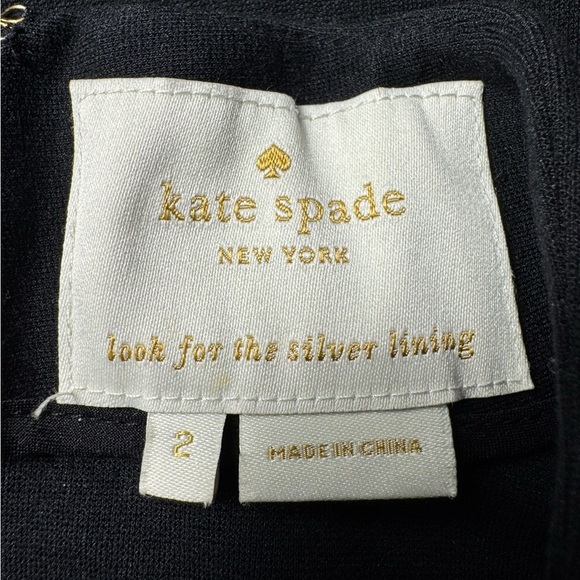 kate spade
NEW YORK
look for the silver lining
2
MADE IN CHINA